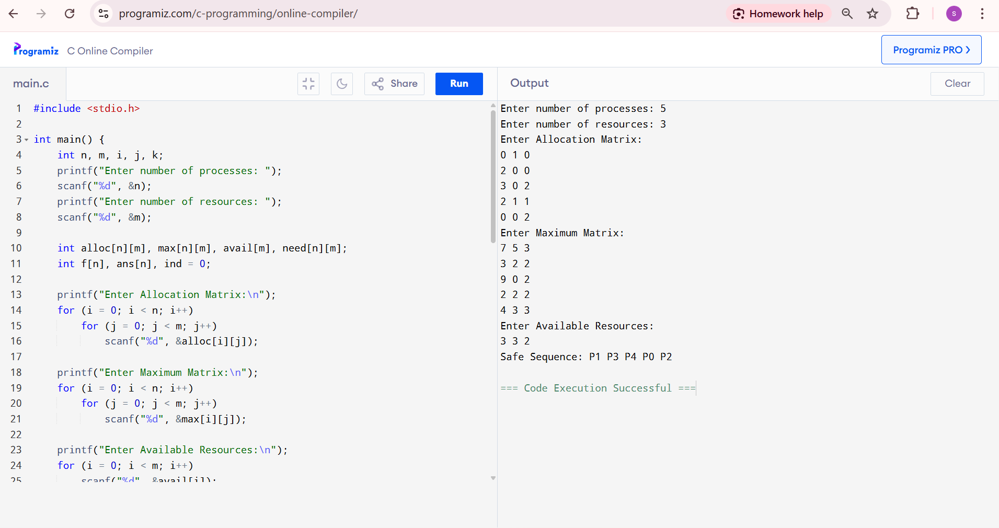 programiz.com/c-programming/online-compiler/
Homework help
S
Programiz
C Online Compiler
Programiz PRO
main.c
Share
Run
Output
Clear
1 #include <stdio.h>
2
3 int main() {
4     int n, m, i, j, k;
5     printf("Enter number of processes: ");
6     scanf("%d", &n);
7     printf("Enter number of resources: ");
8     scanf("%d", &m);
9
10     int alloc[n][m], max[n][m], avail[m], need[n][m];
11     int f[n], ans[n], ind = 0;
12
13     printf("Enter Allocation Matrix:\n");
14     for (i = 0; i < n; i++)
15         for (j = 0; j < m; j++)
16             scanf("%d", &alloc[i][j]);
17
18     printf("Enter Maximum Matrix:\n");
19     for (i = 0; i < n; i++)
20         for (j = 0; j < m; j++)
21             scanf("%d", &max[i][j]);
22
23     printf("Enter Available Resources:\n");
24     for (i = 0; i < m; i++)
25         scanf("%d", &avail[i]);
Enter number of processes: 5
Enter number of resources: 3
Enter Allocation Matrix:
0 1 0
2 0 0
3 0 2
2 1 1
0 0 2
Enter Maximum Matrix:
7 5 3
3 2 2
9 0 2
2 2 2
4 3 3
Enter Available Resources:
3 3 2
Safe Sequence: P1 P3 P4 P0 P2
=== Code Execution Successful ===